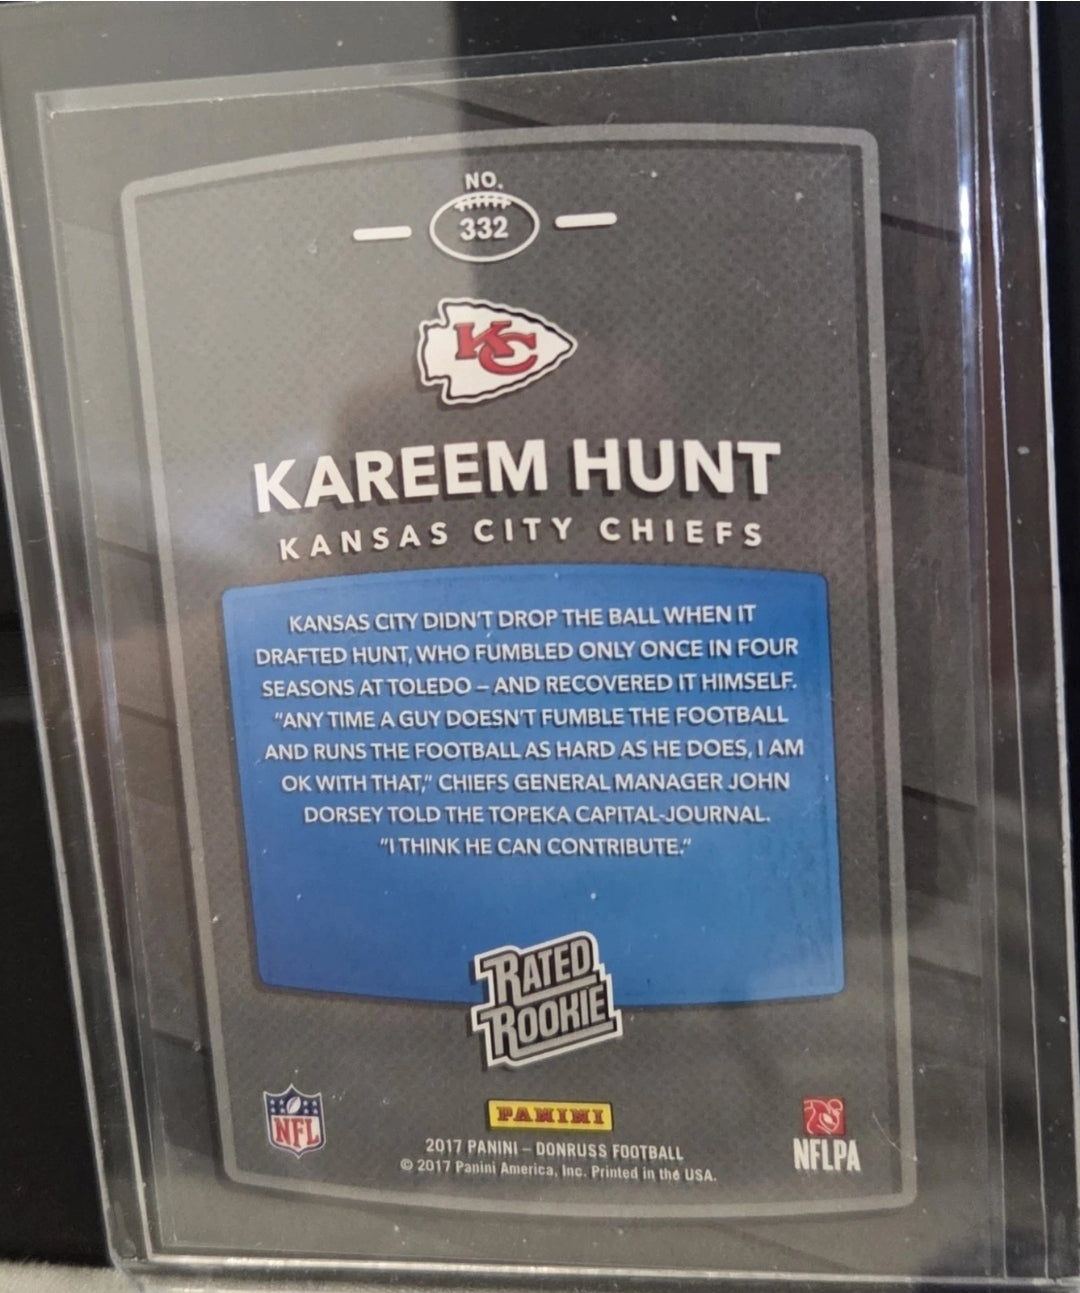 NO.
332
KC
KAREEM HUNT
KANSAS CITY CHIEFS
KANSAS CITY DIDN'T DROP THE BALL WHEN IT
DRAFTED HUNT, WHO FUMBLED ONLY ONCE IN FOUR
SEASONS AT TOLEDO – AND RECOVERED IT HIMSELF.
"ANY TIME A GUY DOESN'T FUMBLE THE FOOTBALL
AND RUNS THE FOOTBALL AS HARD AS HE DOES, I AM
OK WITH THAT," CHIEFS GENERAL MANAGER JOHN
DORSEY TOLD THE TOPEKA CAPITAL-JOURNAL.
"I THINK HE CAN CONTRIBUTE."
RATED
ROOKIE
NFL
PANINI
NFLPA
2017 PANINI – DONRUSS FOOTBALL
© 2017 Panini America, Inc. Printed in the USA.